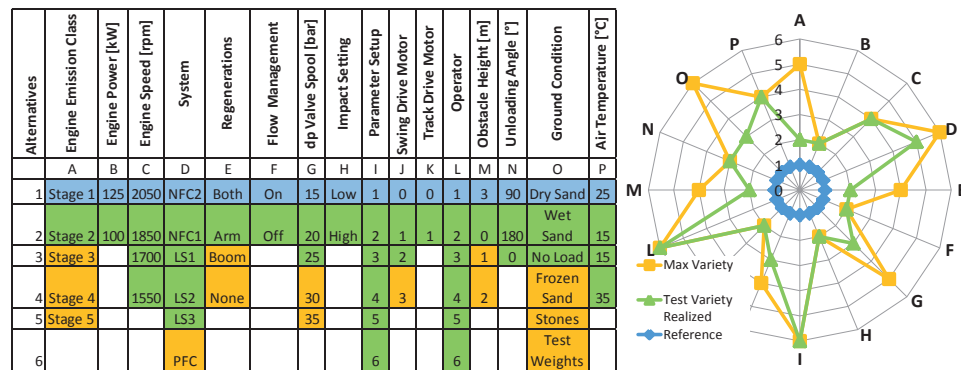 Alternatives Engine Emission Class Engine Power [kW] Engine Speed [rpm] System Regenerations Flow Management dp Valve Spool [bar] Impact Setting Parameter Setup Swing Drive Motor Track Drive Motor Operator Obstacle Height [m] Unloading Angle [°] Ground Condition Air Temperature [°C]
A B C D E F G H I J K L M N O P
1 Stage 1 125 2050 NFC2 Both On 15 Low 1 0 0 1 3 90 Dry Sand 25
2 Stage 2 100 1850 NFC1 Arm Off 20 High 2 1 1 2 0 180 Wet Sand 15
3 Stage 3 1700 LS1 Boom 25 3 2 3 1 0 No Load 15
4 Stage 4 1550 LS2 None 30 4 3 4 2 Frozen Sand 35
5 Stage 5 LS3 35 5 5 Stones
6 PFC 6 6 Test Weights
A
B
C
D
E
F
G
H
I
L
M
N
O
P
6
5
4
3
2
1
0
Max Variety
Test Variety
Realized
Reference